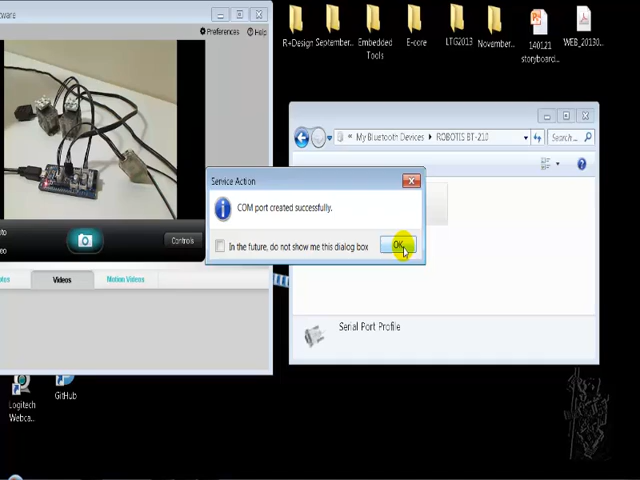 ftware
Preferences
Help
R+Design
September...
Embedded
Tools
E-core
LTG2013
November...
140121
storyboard...
WEB_20130...
My Bluetooth Devices
ROBOTIS BT-210
Search...
Service Action
COM port created successfully.
In the future, do not show me this dialog box
OK
Controls
Videos
Motion Videos
Serial Port Profile
Logitech
Webca...
GitHub